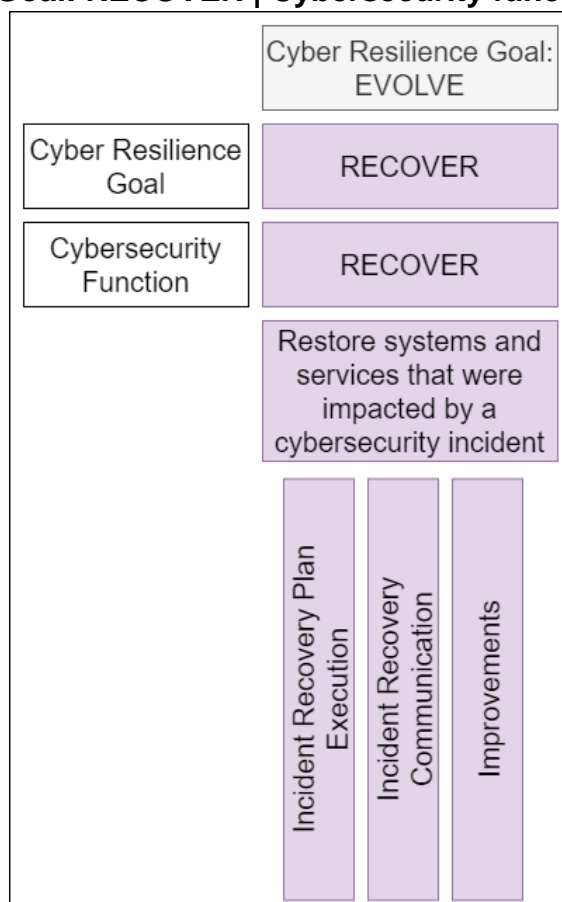 Goal: RECOVER | Cybersecurity func
Cyber Resilience Goal:
EVOLVE
Cyber Resilience
Goal
RECOVER
Cybersecurity
Function
RECOVER
Restore systems and
services that were
impacted by a
cybersecurity incident
Incident Recovery Plan
Execution
Incident Recovery
Communication
Improvements